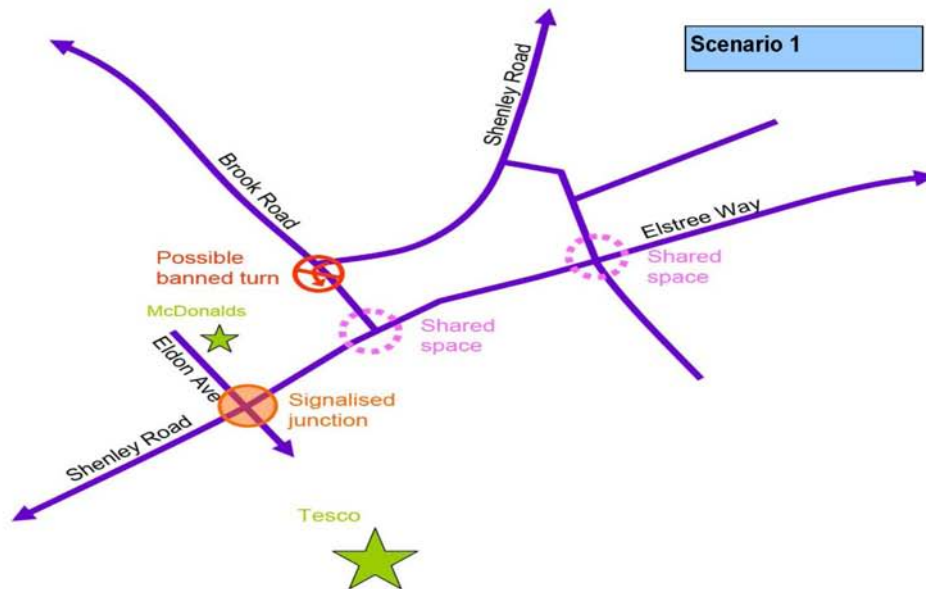 Scenario 1
Shenley Road
Brook Road
Elstree Way
Shared
space
Possible
banned turn
McDonalds
Shared
space
Eldon Ave
Signalised
junction
Shenley Road
Tesco